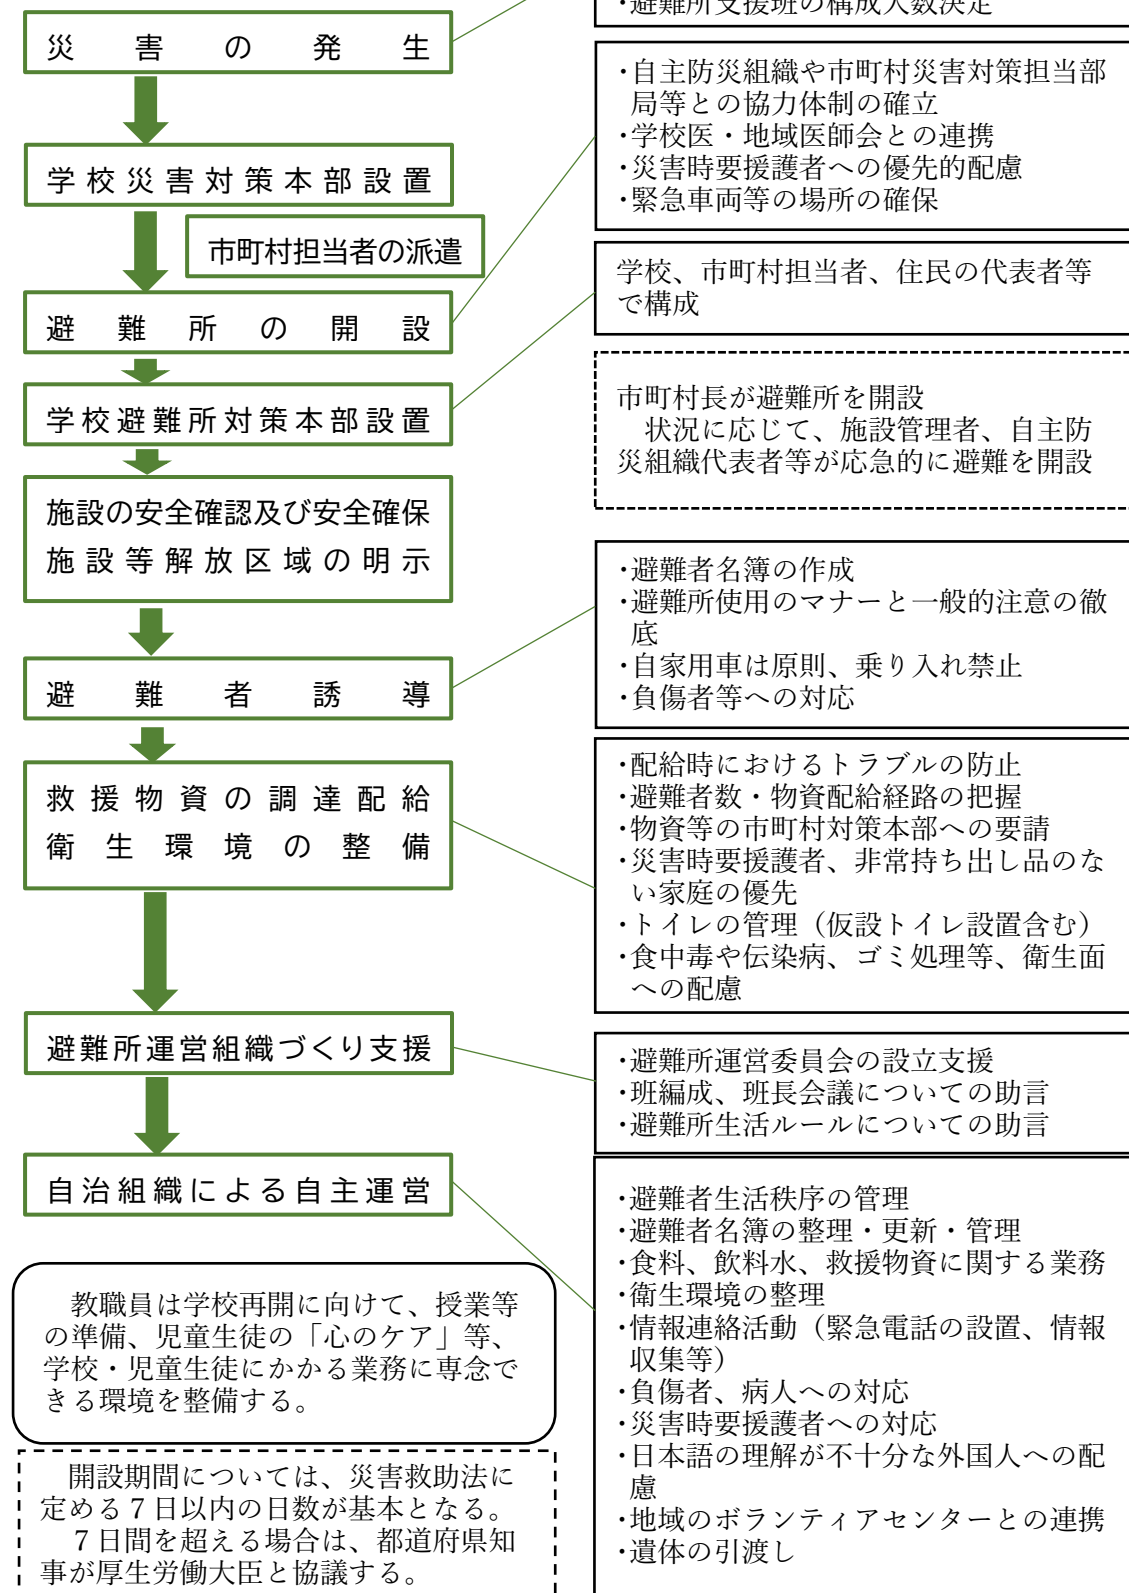 ・避難所支援班の構成人数決定
災害の発生
・自主防災組織や市町村災害対策担当部
局等との協力体制の確立
・学校医・地域医師会との連携
・災害時要援護者への優先的配慮
・緊急車両等の場所の確保
学校災害対策本部設置
市町村担当者の派遣
学校、市町村担当者、住民の代表者等
で構成
避難所の開設
市町村長が避難所を開設
状況に応じて、施設管理者、自主防
災組織代表者等が応急的に避難を開設
学校避難所対策本部設置
施設の安全確認及び安全確保
施設等解放区域の明示
・避難者名簿の作成
・避難所使用のマナーと一般的注意の徹
底
・自家用車は原則、乗り入れ禁止
・負傷者等への対応
避難者誘導
・配給時におけるトラブルの防止
・避難者数・物資配給経路の把握
・物資等の市町村対策本部への要請
・災害時要援護者、非常持ち出し品のな
い家庭の優先
・トイレの管理（仮設トイレ設置含む）
・食中毒や伝染病、ゴミ処理等、衛生面
への配慮
救援物資の調達配給
衛生環境の整備
避難所運営組織づくり支援
・避難所運営委員会の設立支援
・班編成、班長会議についての助言
・避難所生活ルールについての助言
自治組織による自主運営
・避難者生活秩序の管理
・避難者名簿の整理・更新・管理
・食料、飲料水、救援物資に関する業務
・衛生環境の整理
・情報連絡活動（緊急電話の設置、情報
収集等）
・負傷者、病人への対応
・災害時要援護者への対応
・日本語の理解が不十分な外国人への配
慮
・地域のボランティアセンターとの連携
・遺体の引渡し
教職員は学校再開に向けて、授業等
の準備、児童生徒の「心のケア」等、
学校・児童生徒にかかる業務に専念で
きる環境を整備する。
開設期間については、災害救助法に
定める７日以内の日数が基本となる。
７日間を超える場合は、都道府県知
事が厚生労働大臣と協議する。